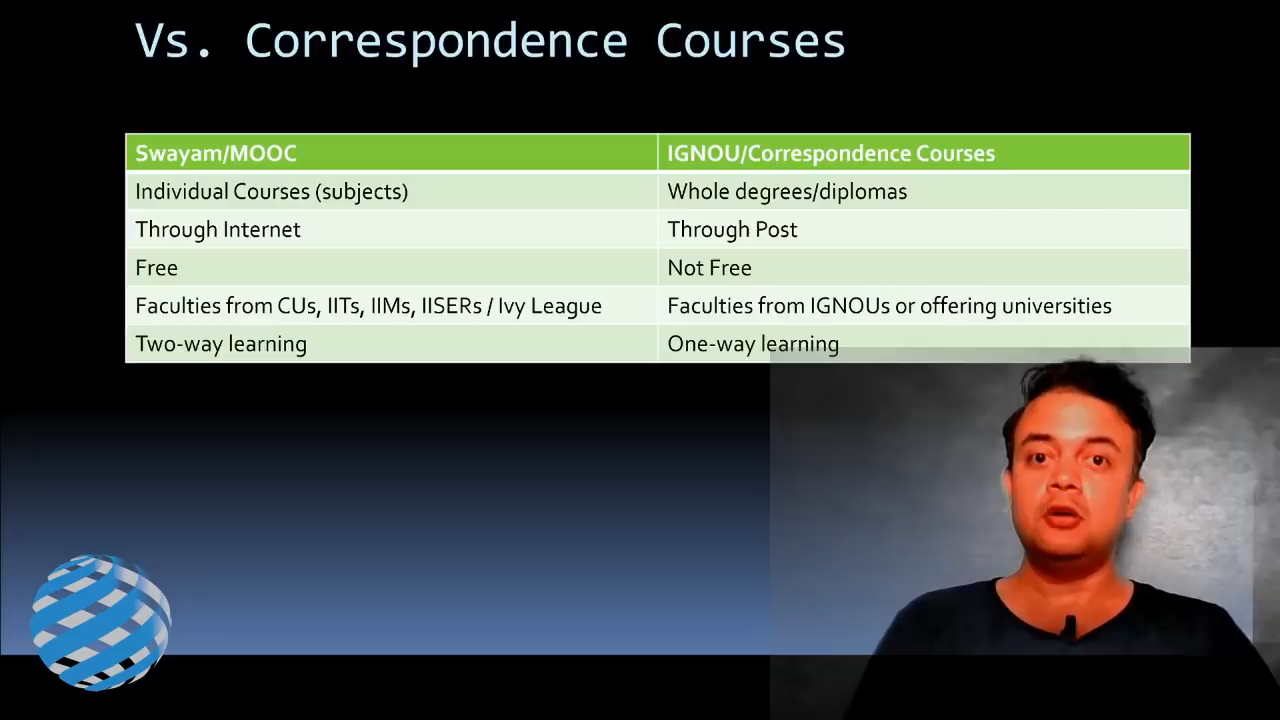 Vs. Correspondence Courses
Swayam/MOOC
IGNOU/Correspondence Courses
Individual Courses (subjects)
Whole degrees/diplomas
Through Internet
Through Post
Free
Not Free
Faculties from CUs, IITs, IIMs, IISERs / Ivy League
Faculties from IGNOUs or offering universities
Two-way learning
One-way learning